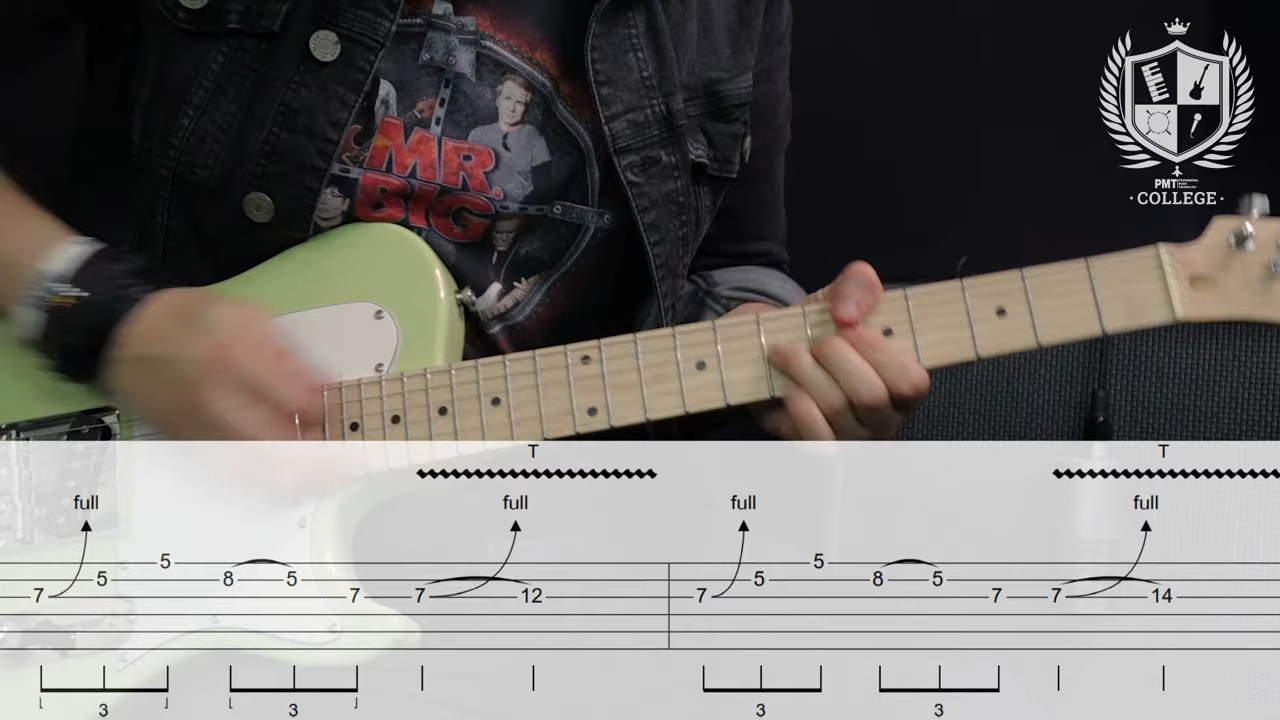 MR.
BIG
PMT
·COLLEGE·
T T
full full full full
5 5
5 8 5 5 8 5
7 7 7 12 7 7 7 14
3 3 3 3